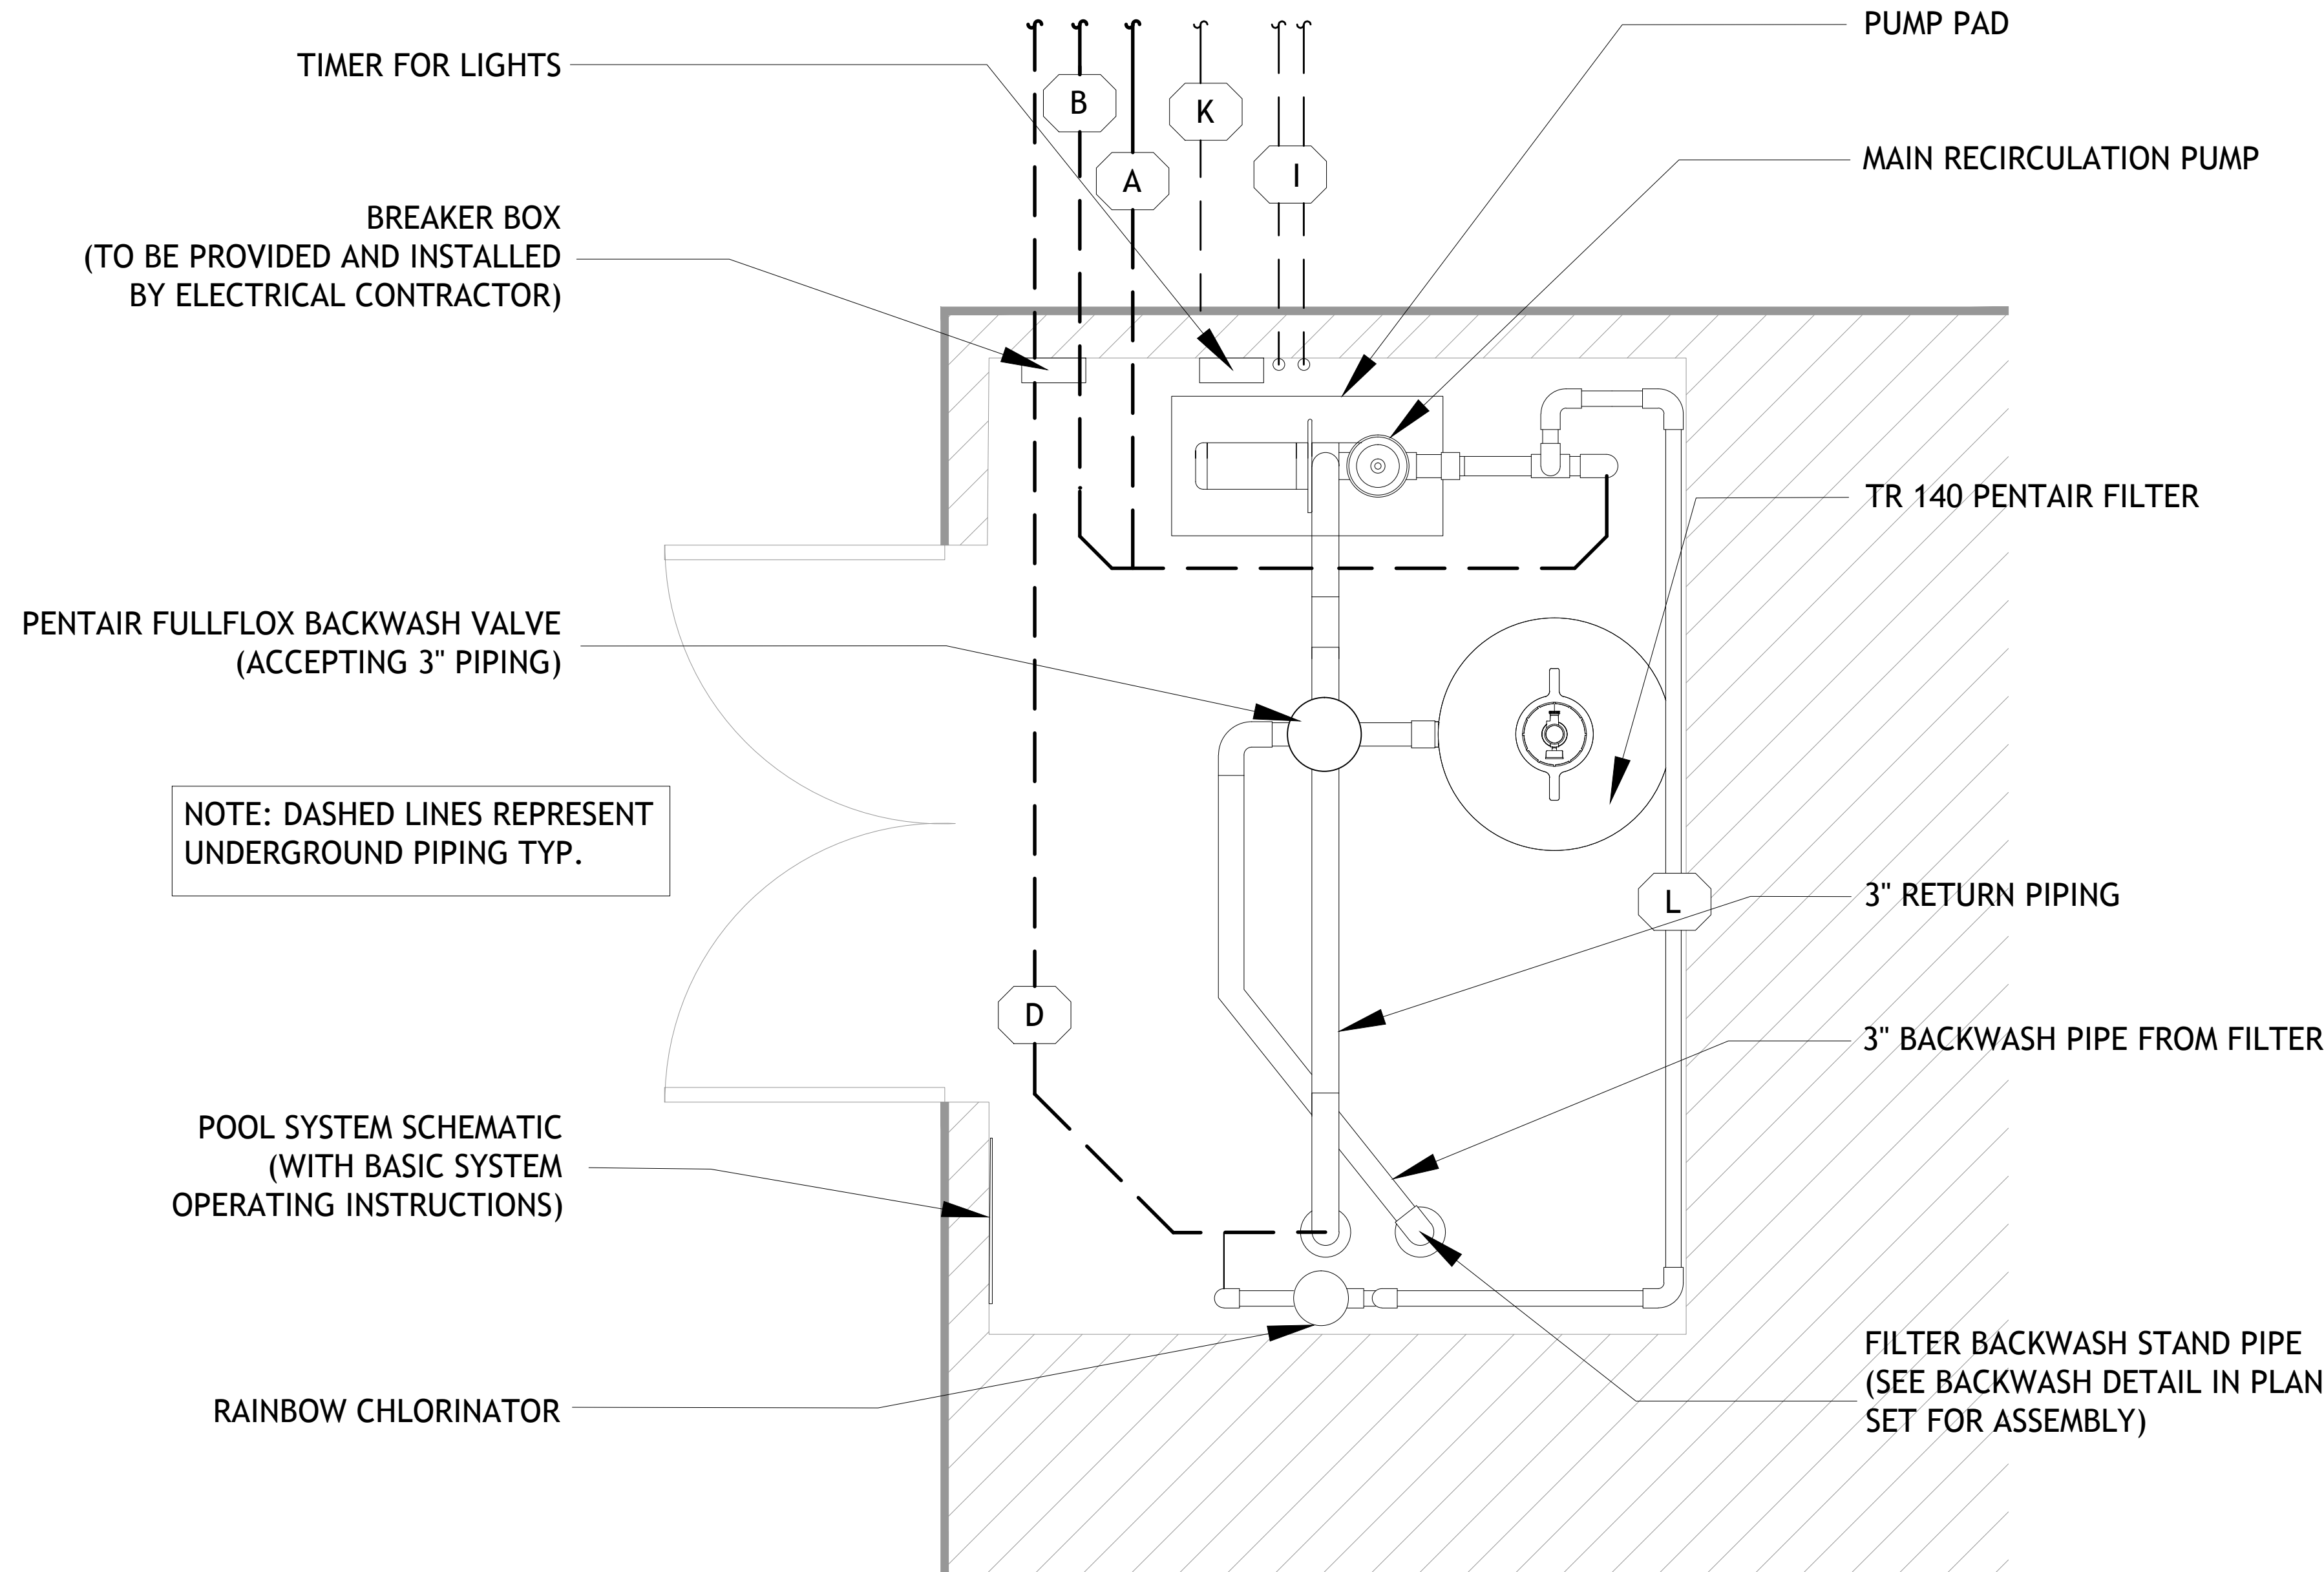 PUMP PAD
TIMER FOR LIGHTS
B
K
A
I
MAIN RECIRCULATION PUMP
BREAKER BOX
(TO BE PROVIDED AND INSTALLED
BY ELECTRICAL CONTRACTOR)
TR 140 PENTAIR FILTER
PENTAIR FULLFLOX BACKWASH VALVE
(ACCEPTING 3" PIPING)
NOTE: DASHED LINES REPRESENT
UNDERGROUND PIPING TYP.
L
3" RETURN PIPING
D
3" BACKWASH PIPE FROM FILTER
POOL SYSTEM SCHEMATIC
(WITH BASIC SYSTEM
OPERATING INSTRUCTIONS)
RAINBOW CHLORINATOR
FILTER BACKWASH STAND PIPE
(SEE BACKWASH DETAIL IN PLAN
SET FOR ASSEMBLY)